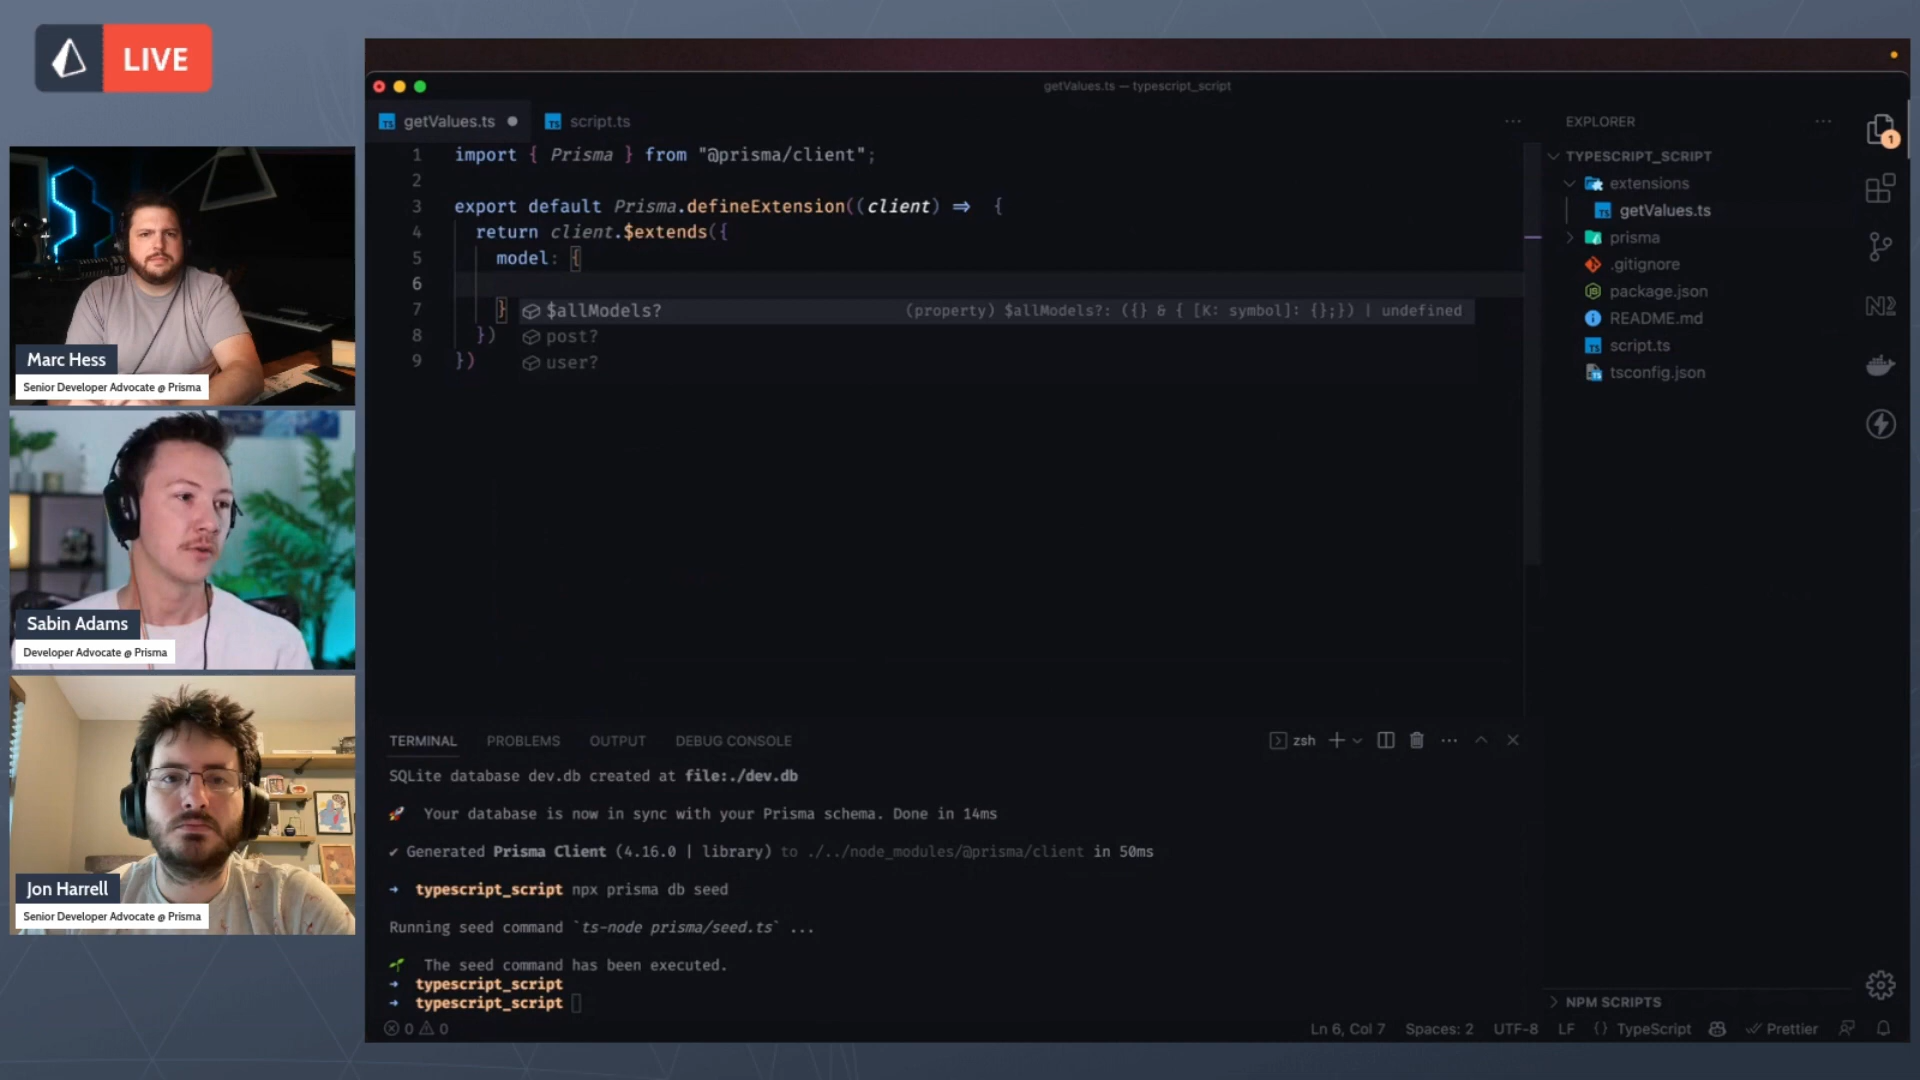 LIVE
Marc Hess
Senior Developer Advocate @ Prisma
Sabin Adams
Developer Advocate @ Prisma
Jon Harrell
Senior Developer Advocate @ Prisma
getValues.ts — typescript_script
TS getValues.ts
TS script.ts
1 import { Prisma } from "@prisma/client";
2
3 export default Prisma.defineExtension((client) ⇒ {
4 return client.$extends({
5 model: {
6
7 }
8 })
9 })
$allModels? (property) $allModels?: ({} & { [K: symbol]: {};}) | undefined
post?
user?
EXPLORER
TYPESCRIPT_SCRIPT
extensions
TS getValues.ts
prisma
.gitignore
package.json
README.md
TS script.ts
tsconfig.json
NPM SCRIPTS
1
TERMINAL PROBLEMS OUTPUT DEBUG CONSOLE
zsh
SQLite database dev.db created at file:./dev.db
🚀 Your database is now in sync with your Prisma schema. Done in 14ms
✔ Generated Prisma Client (4.16.0 | library) to ./../node_modules/@prisma/client in 50ms
→ typescript_script npx prisma db seed
Running seed command `ts-node prisma/seed.ts` ...
🌱 The seed command has been executed.
→ typescript_script
→ typescript_script
0 0
Ln 6, Col 7 Spaces: 2 UTF-8 LF {} TypeScript Prettier